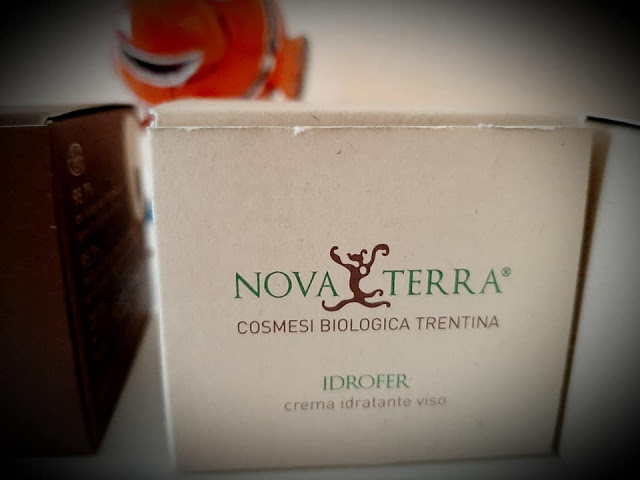 NOVA TERRA®
COSMESI BIOLOGICA TRENTINA
IDROFER
crema idratante viso